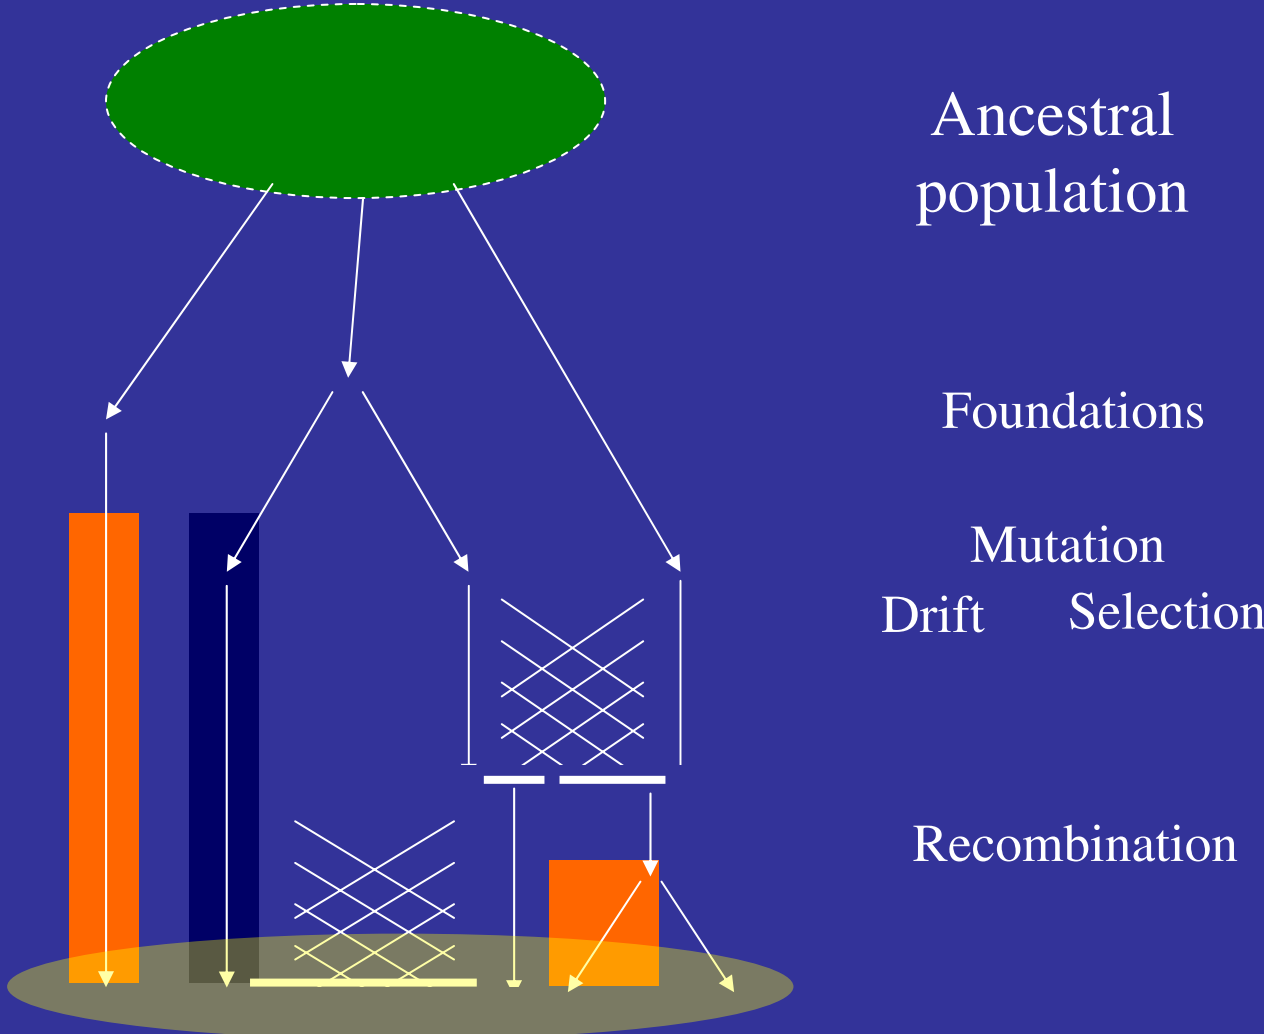 Ancestral
population
Foundations
Mutation
Drift Selection
Recombination